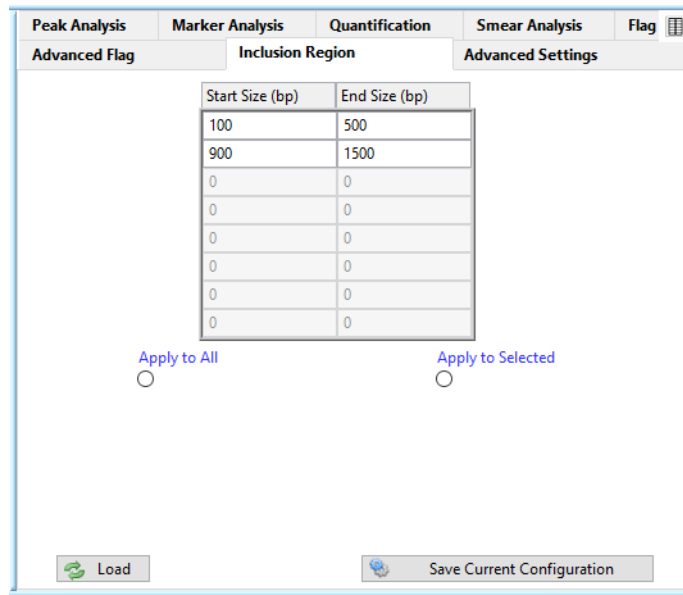 Peak Analysis Marker Analysis Quantification Smear Analysis Flag
Advanced Flag Inclusion Region Advanced Settings
Start Size (bp) End Size (bp)
100 500
900 1500
0 0
0 0
0 0
0 0
0 0
0 0
Apply to All Apply to Selected
Load Save Current Configuration